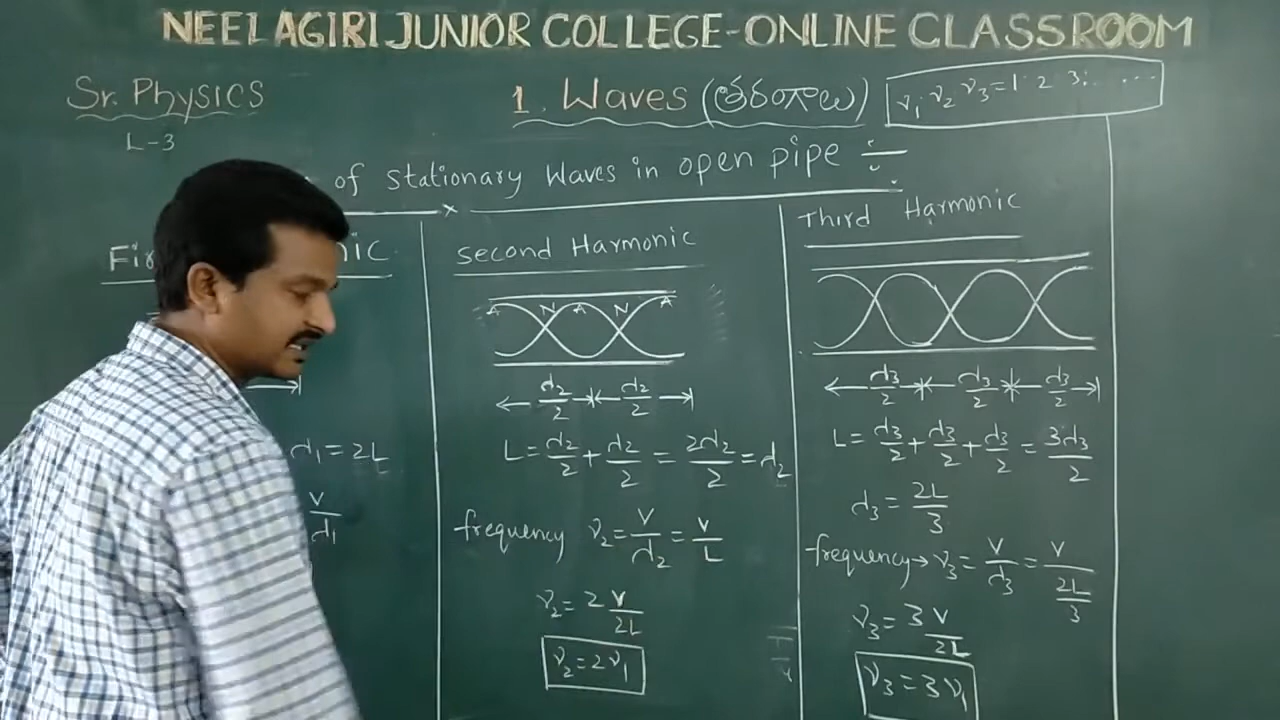 NEELAGIRI JUNIOR COLLEGE-ONLINE CLASSROOM
Sr. Physics
L-3
1. Waves (తరంగాలు)
ν₁ ν₂ ν₃ = 1 2 3: .......
of stationary waves in open pipe ÷
Fir nic
λ₁ = 2L
V/λ₁
second Harmonic
A N A N A
λ₂/2 λ₂/2
L = λ₂/2 + λ₂/2 = 2λ₂/2 = λ₂
frequency ν₂ = V/λ₂ = V/L
ν₂ = 2 V/2L
ν₂ = 2ν₁
Third Harmonic
λ₃/2 λ₃/2 λ₃/2
L = λ₃/2 + λ₃/2 + λ₃/2 = 3λ₃/2
λ₃ = 2L/3
frequency → ν₃ = V/λ₃ = V/(2L/3)
ν₃ = 3 V/2L
ν₃ = 3ν₁